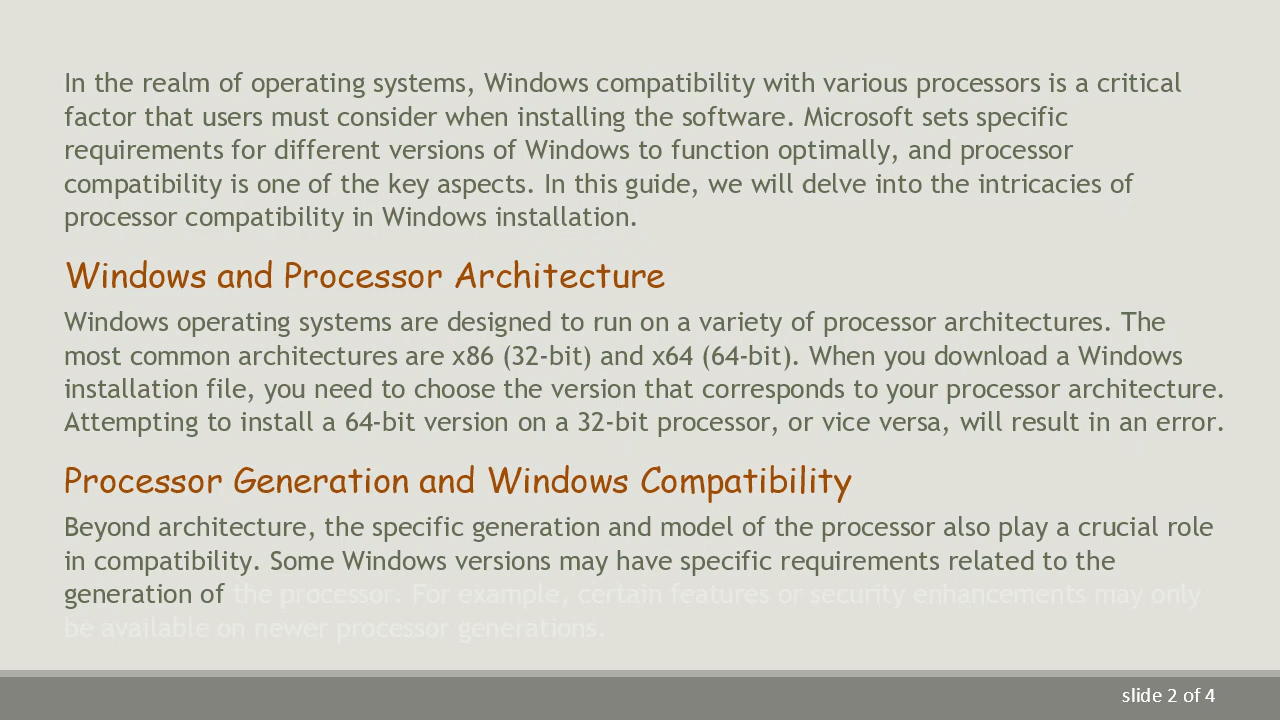 In the realm of operating systems, Windows compatibility with various processors is a critical
factor that users must consider when installing the software. Microsoft sets specific
requirements for different versions of Windows to function optimally, and processor
compatibility is one of the key aspects. In this guide, we will delve into the intricacies of
processor compatibility in Windows installation.
Windows and Processor Architecture
Windows operating systems are designed to run on a variety of processor architectures. The
most common architectures are x86 (32-bit) and x64 (64-bit). When you download a Windows
installation file, you need to choose the version that corresponds to your processor architecture.
Attempting to install a 64-bit version on a 32-bit processor, or vice versa, will result in an error.
Processor Generation and Windows Compatibility
Beyond architecture, the specific generation and model of the processor also play a crucial role
in compatibility. Some Windows versions may have specific requirements related to the
generation of the processor. For example, certain features or security enhancements may only
be available on newer processor generations.
slide 2 of 4